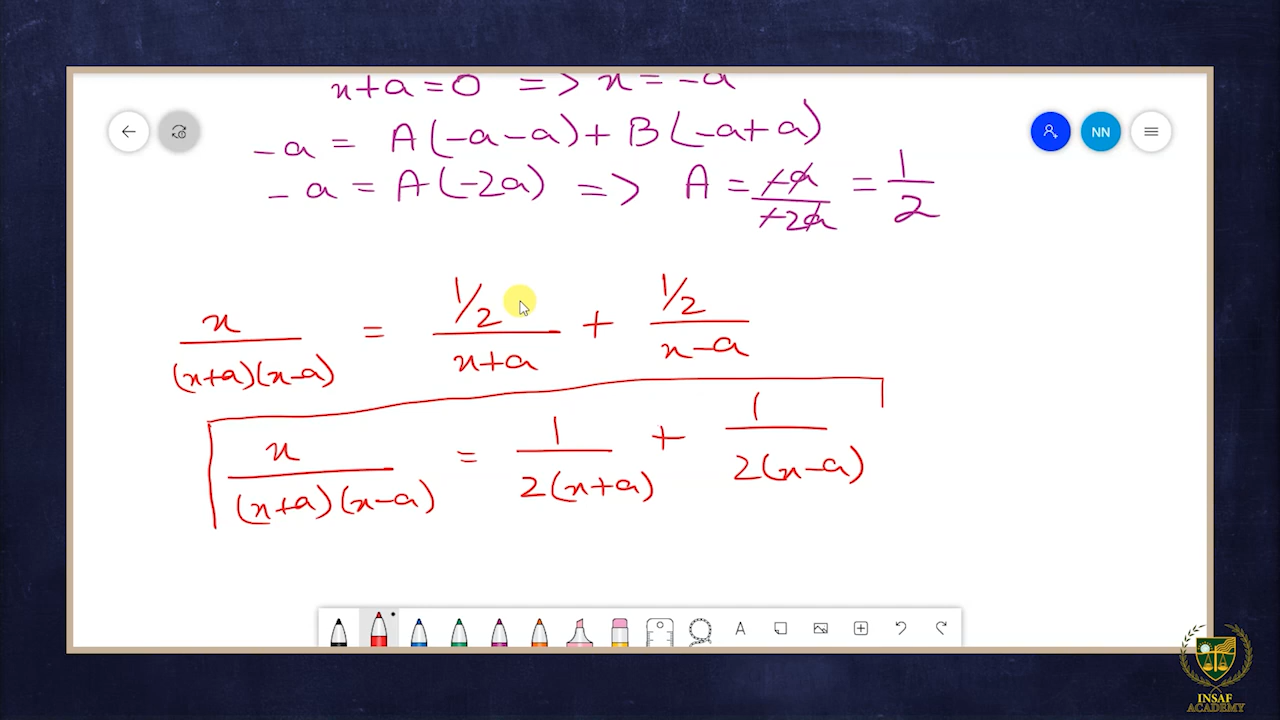 x+a=0 => x = -a
-a = A(-a-a)+B(-a+a)
-a = A(-2a) => A = -a/-2a = 1/2
x/(x+a)(x-a) = 1/2/x+a + 1/2/x-a
x/(x+a)(x-a) = 1/2(x+a) + 1/2(x-a)
NN
A
INSAF
ACADEMY